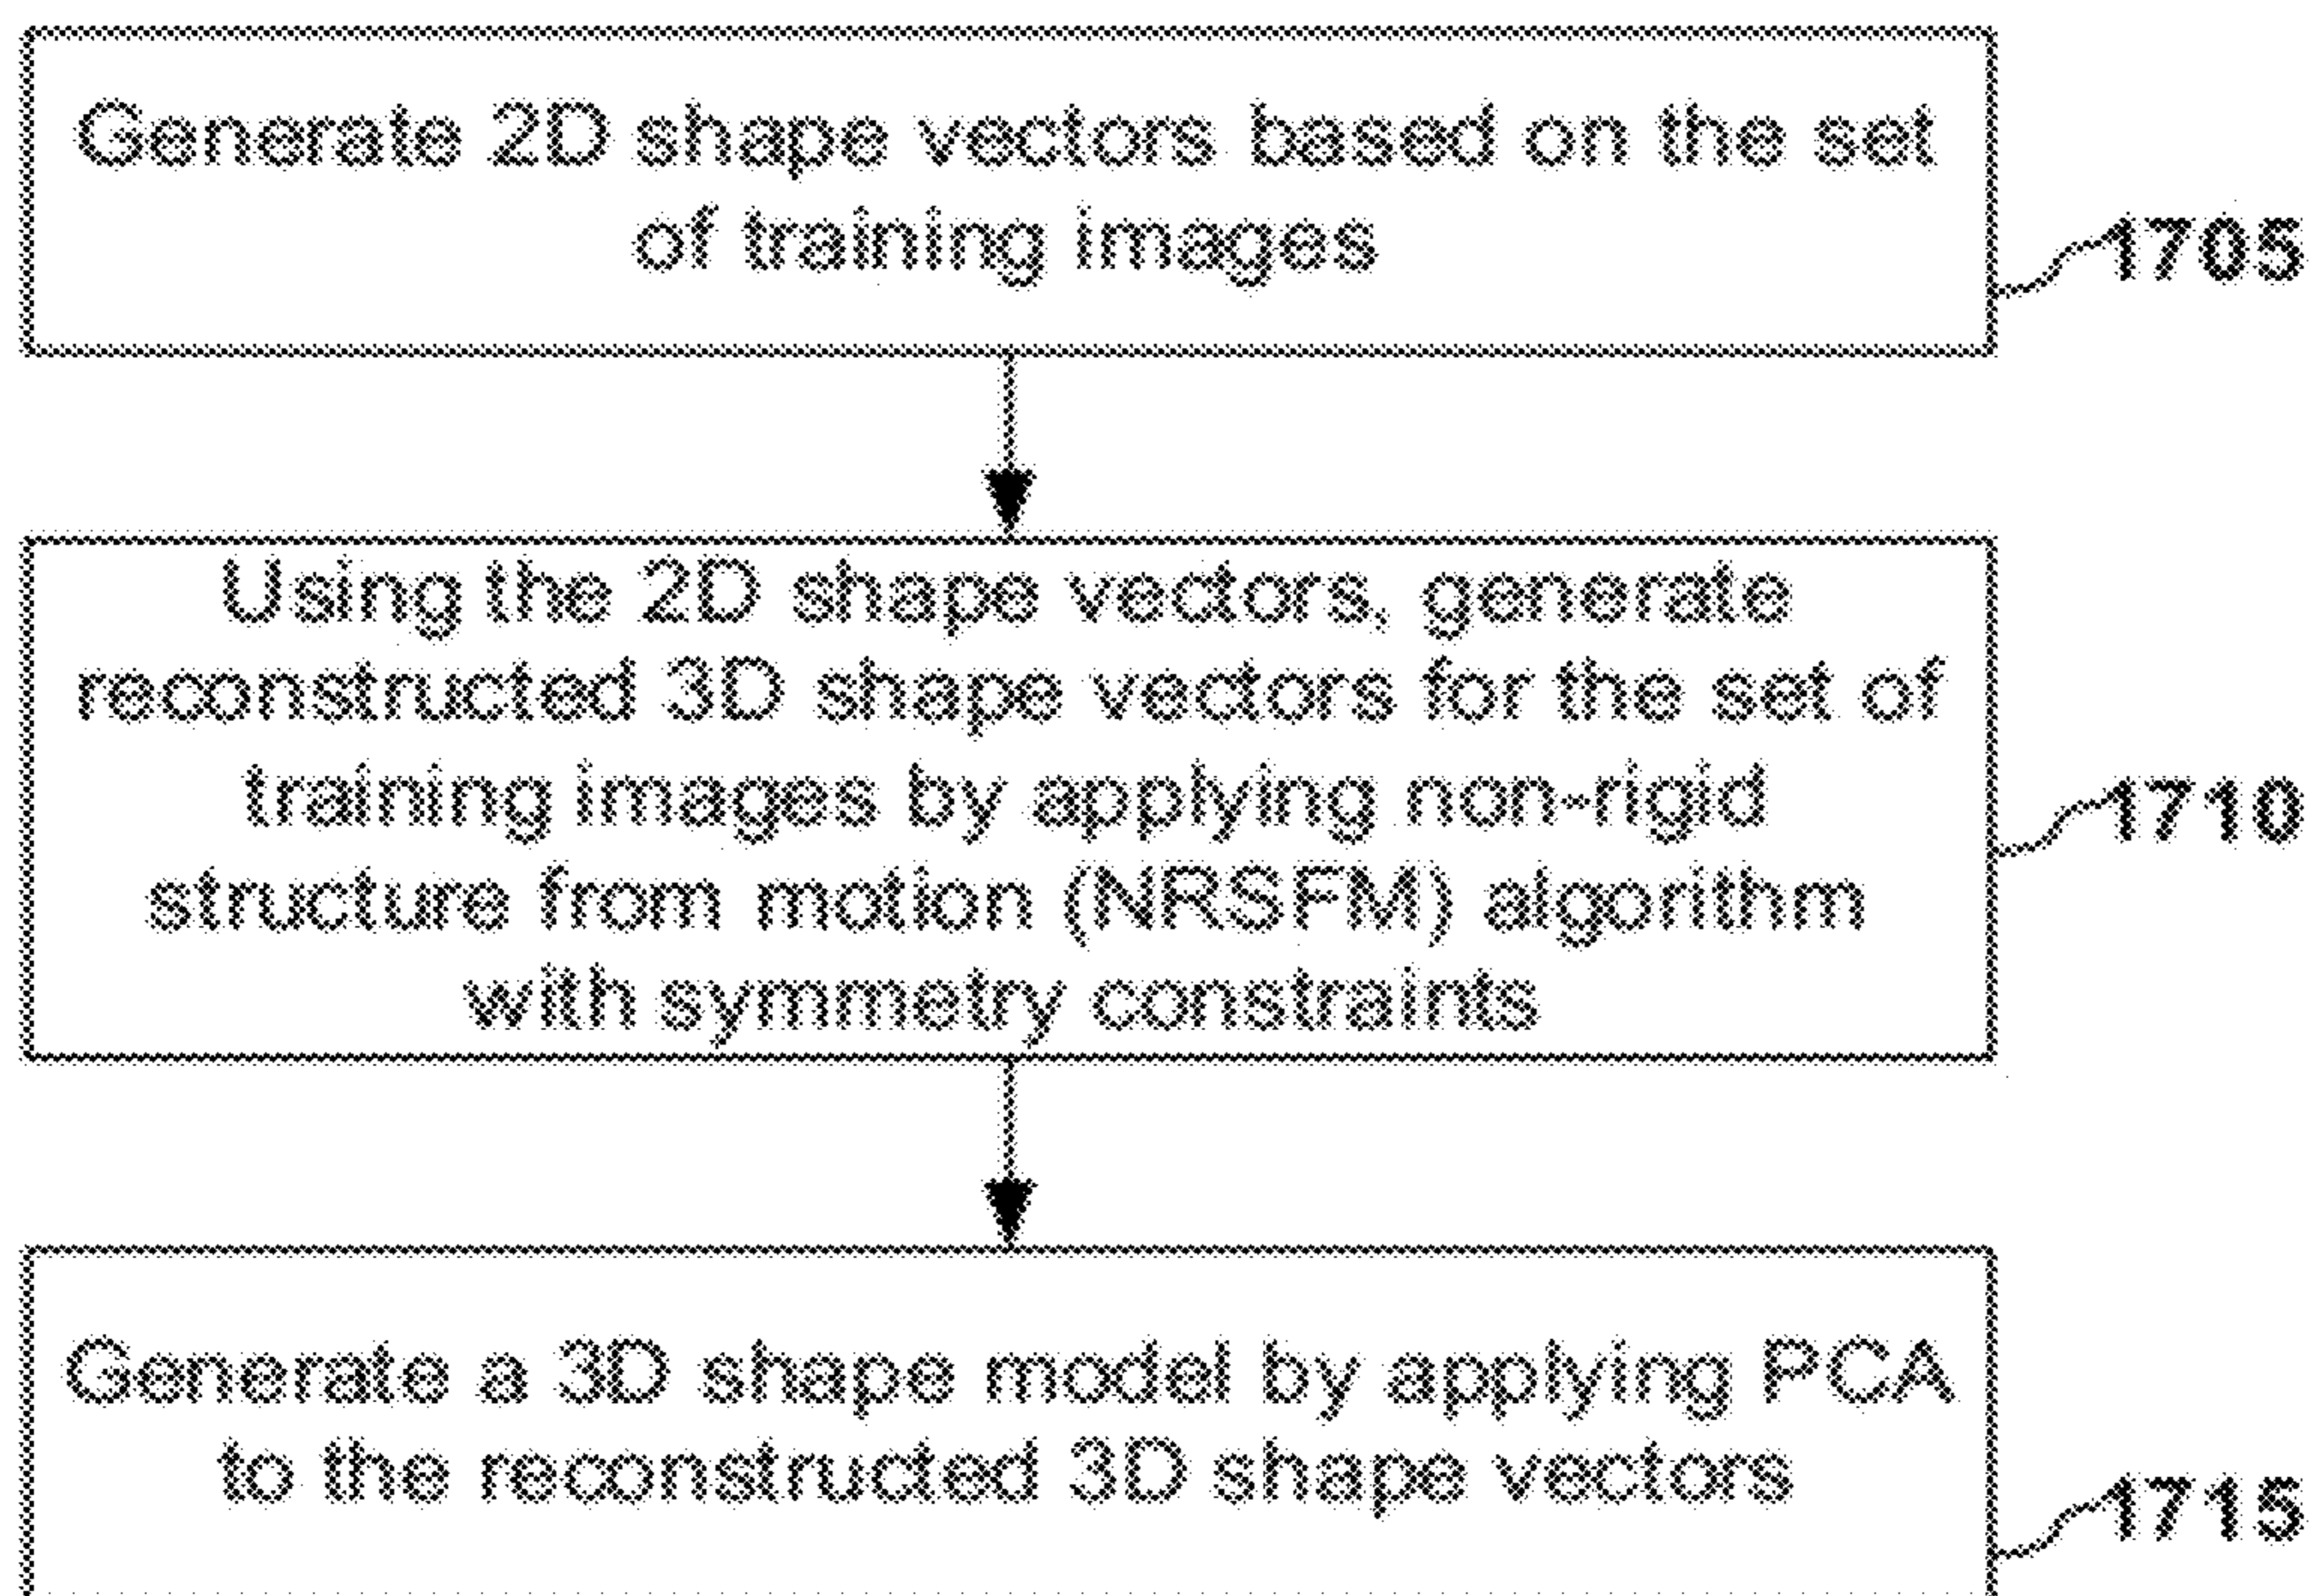 Generate 2D shape vectors based on the set
of training images
1705
Using the 2D shape vectors, generate
reconstructed 3D shape vectors for the set of
training images by applying non-rigid
structure from motion (NRSFM) algorithm
with symmetry constraints
1710
Generate a 3D shape model by applying PCA
to the reconstructed 3D shape vectors
1715